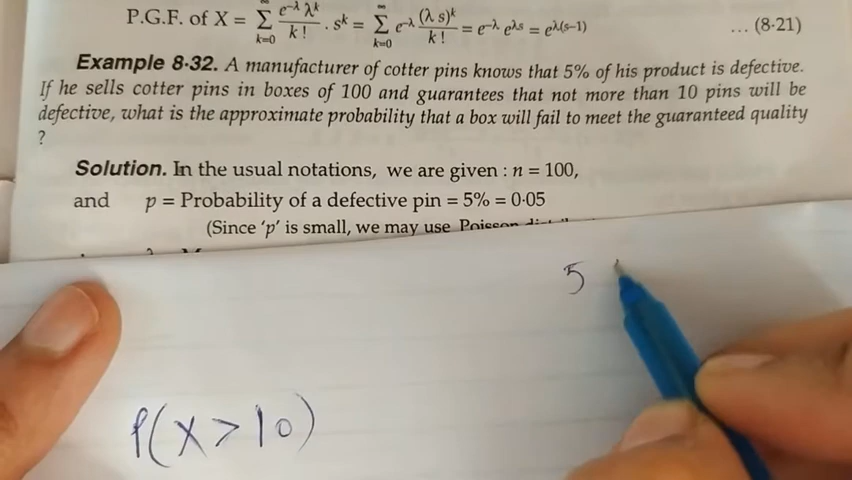 P.G.F. of X = ∞∑k=0 e^-λ λ^k / k! . s^k = ∞∑k=0 e^-λ (λ s)^k / k! = e^-λ e^λs = e^λ(s-1) ... (8·21)
Example 8·32. A manufacturer of cotter pins knows that 5% of his product is defective.
If he sells cotter pins in boxes of 100 and guarantees that not more than 10 pins will be
defective, what is the approximate probability that a box will fail to meet the guaranteed quality
?
Solution. In the usual notations, we are given : n = 100,
and p = Probability of a defective pin = 5% = 0·05
(Since 'p' is small, we may use Poisson
5
P(X > 10)